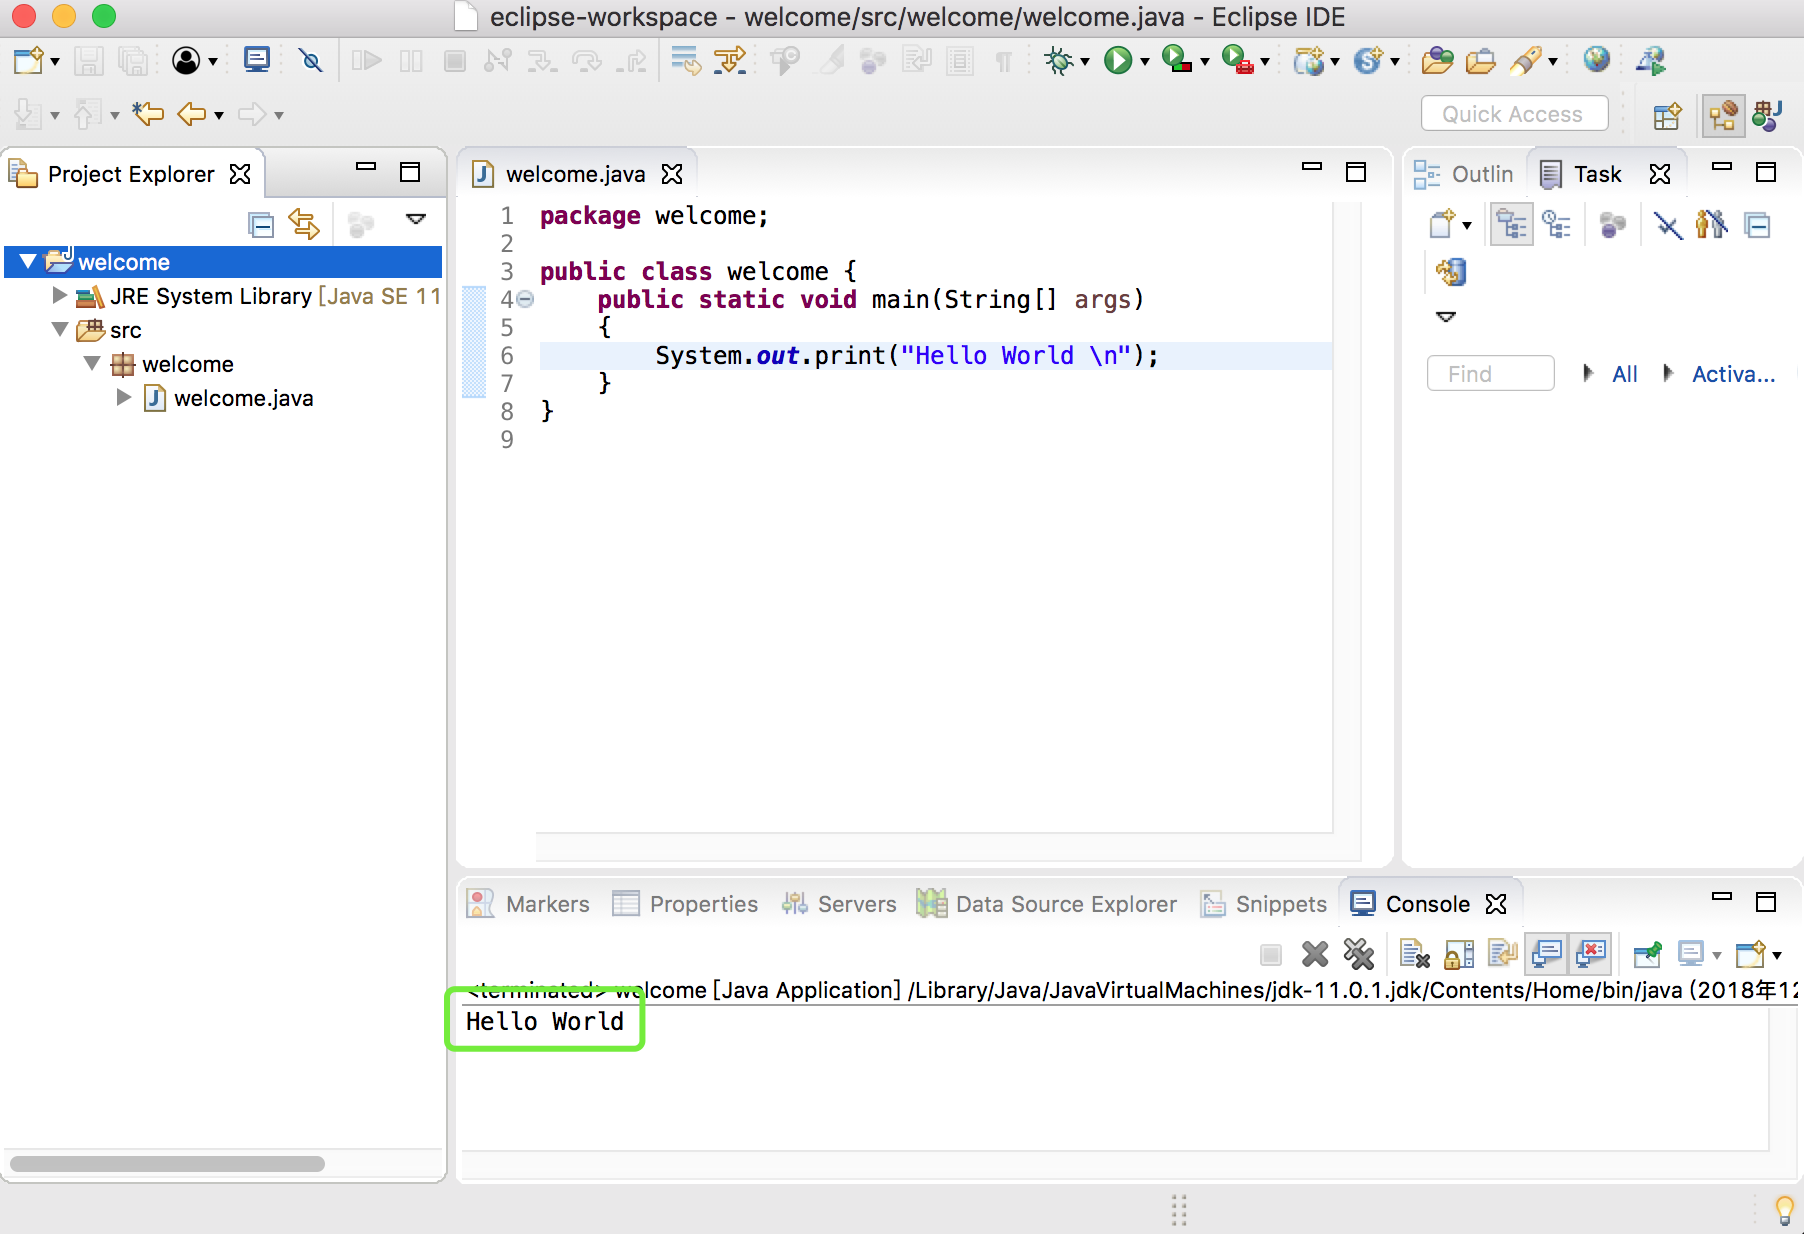 eclipse-workspace - welcome/src/welcome/welcome.java - Eclipse IDE
Quick Access
Project Explorer
welcome
JRE System Library [Java SE 11
src
welcome
welcome.java
welcome.java
1 package welcome;
2
3 public class welcome {
4 public static void main(String[] args)
5 {
6 System.out.print("Hello World \n");
7 }
8 }
9
Outlin
Task
Find
All
Activa...
Markers
Properties
Servers
Data Source Explorer
Snippets
Console
<terminated> welcome [Java Application] /Library/Java/JavaVirtualMachines/jdk-11.0.1.jdk/Contents/Home/bin/java (2018年12
Hello World